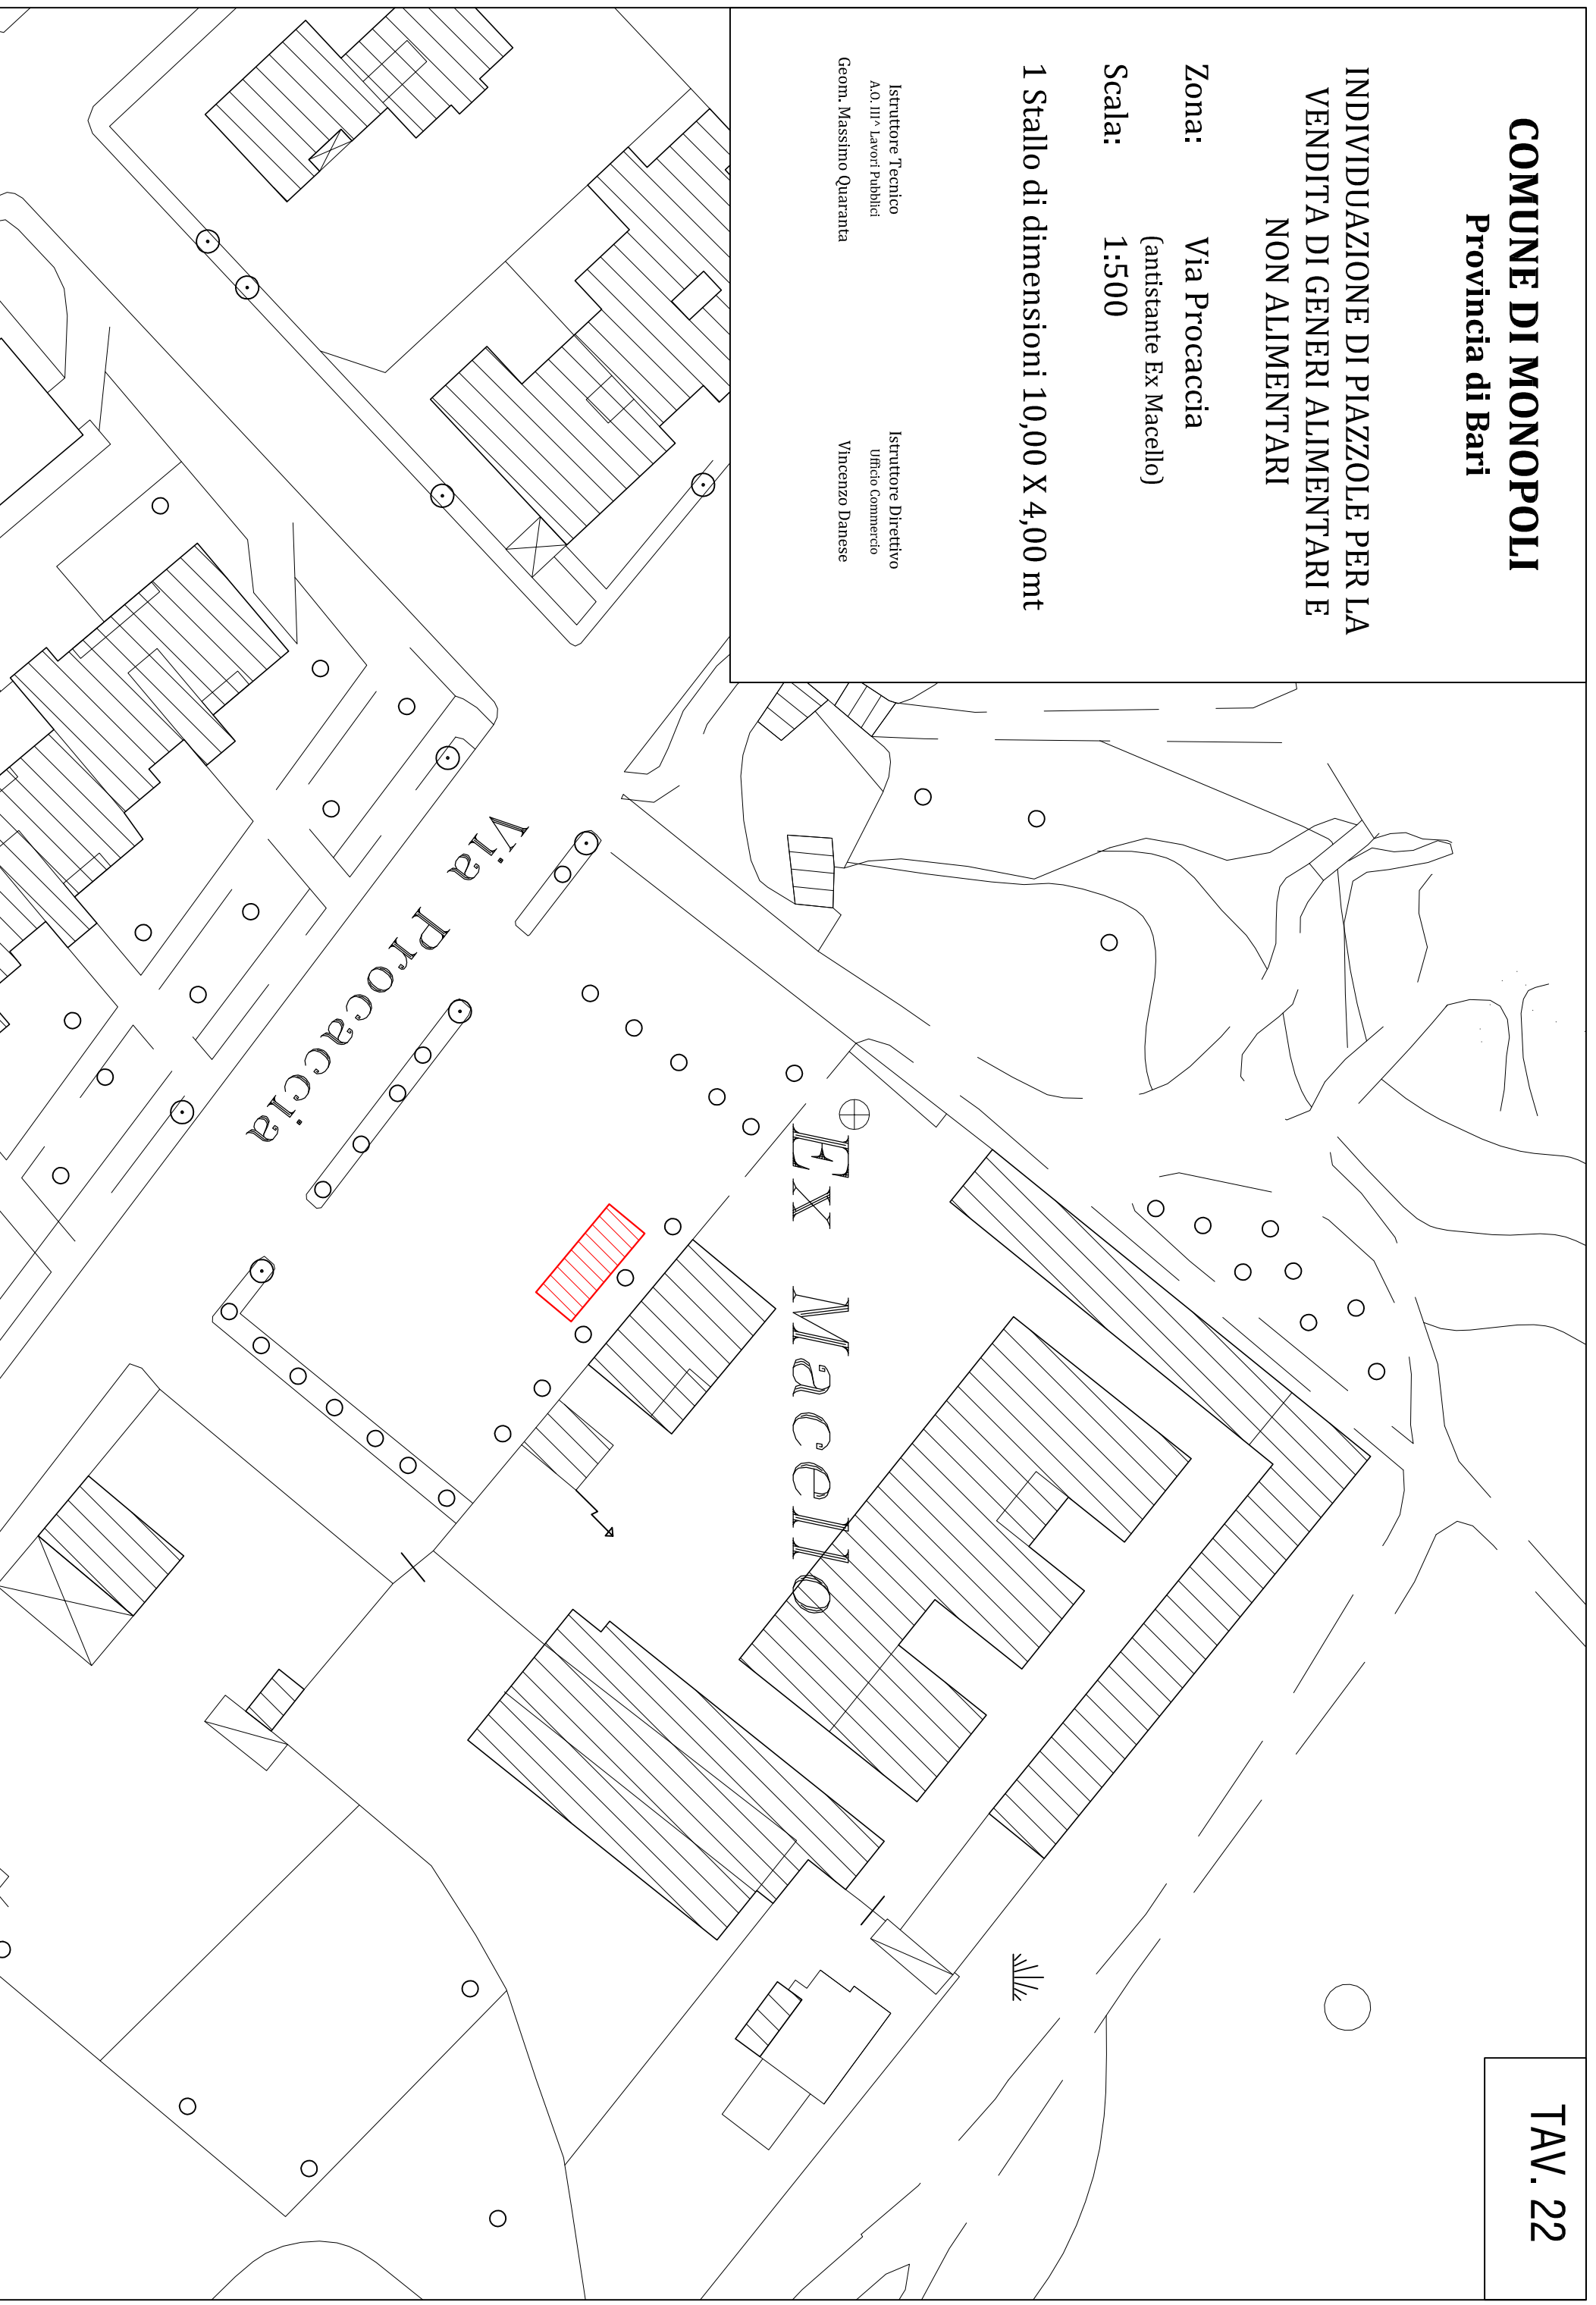 COMUNE DI MONOPOLI
Provincia di Bari
INDIVIDUAZIONE DI PIAZZOLE PER LA
VENDITA DI GENERI ALIMENTARI E
NON ALIMENTARI
Zona: Via Procaccia
(antistante Ex Macello)
Scala: 1:500
1 Stallo di dimensioni 10,00 X 4,00 mt
Istruttore Tecnico
A.O. III^ Lavori Pubblici
Geom. Massimo Quaranta
Istruttore Direttivo
Ufficio Commercio
Vincenzo Danese
Via Procaccia
Ex Macello
TAV. 22